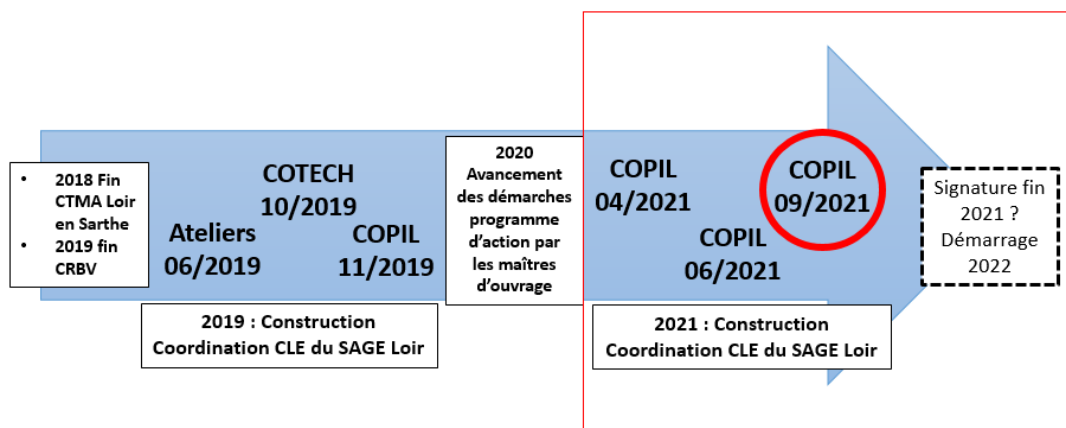 • 2018 Fin
CTMA Loir
en Sarthe
• 2019 fin
CRBV
Ateliers
06/2019
COTECH
10/2019
COPIL
11/2019
2019 : Construction
Coordination CLE du SAGE Loir
2020
Avancement
des démarches
programme
d’action par
les maîtres
d’ouvrage
COPIL
04/2021
COPIL
06/2021
COPIL
09/2021
2021 : Construction
Coordination CLE du SAGE Loir
Signature fin
2021 ?
Démarrage
2022